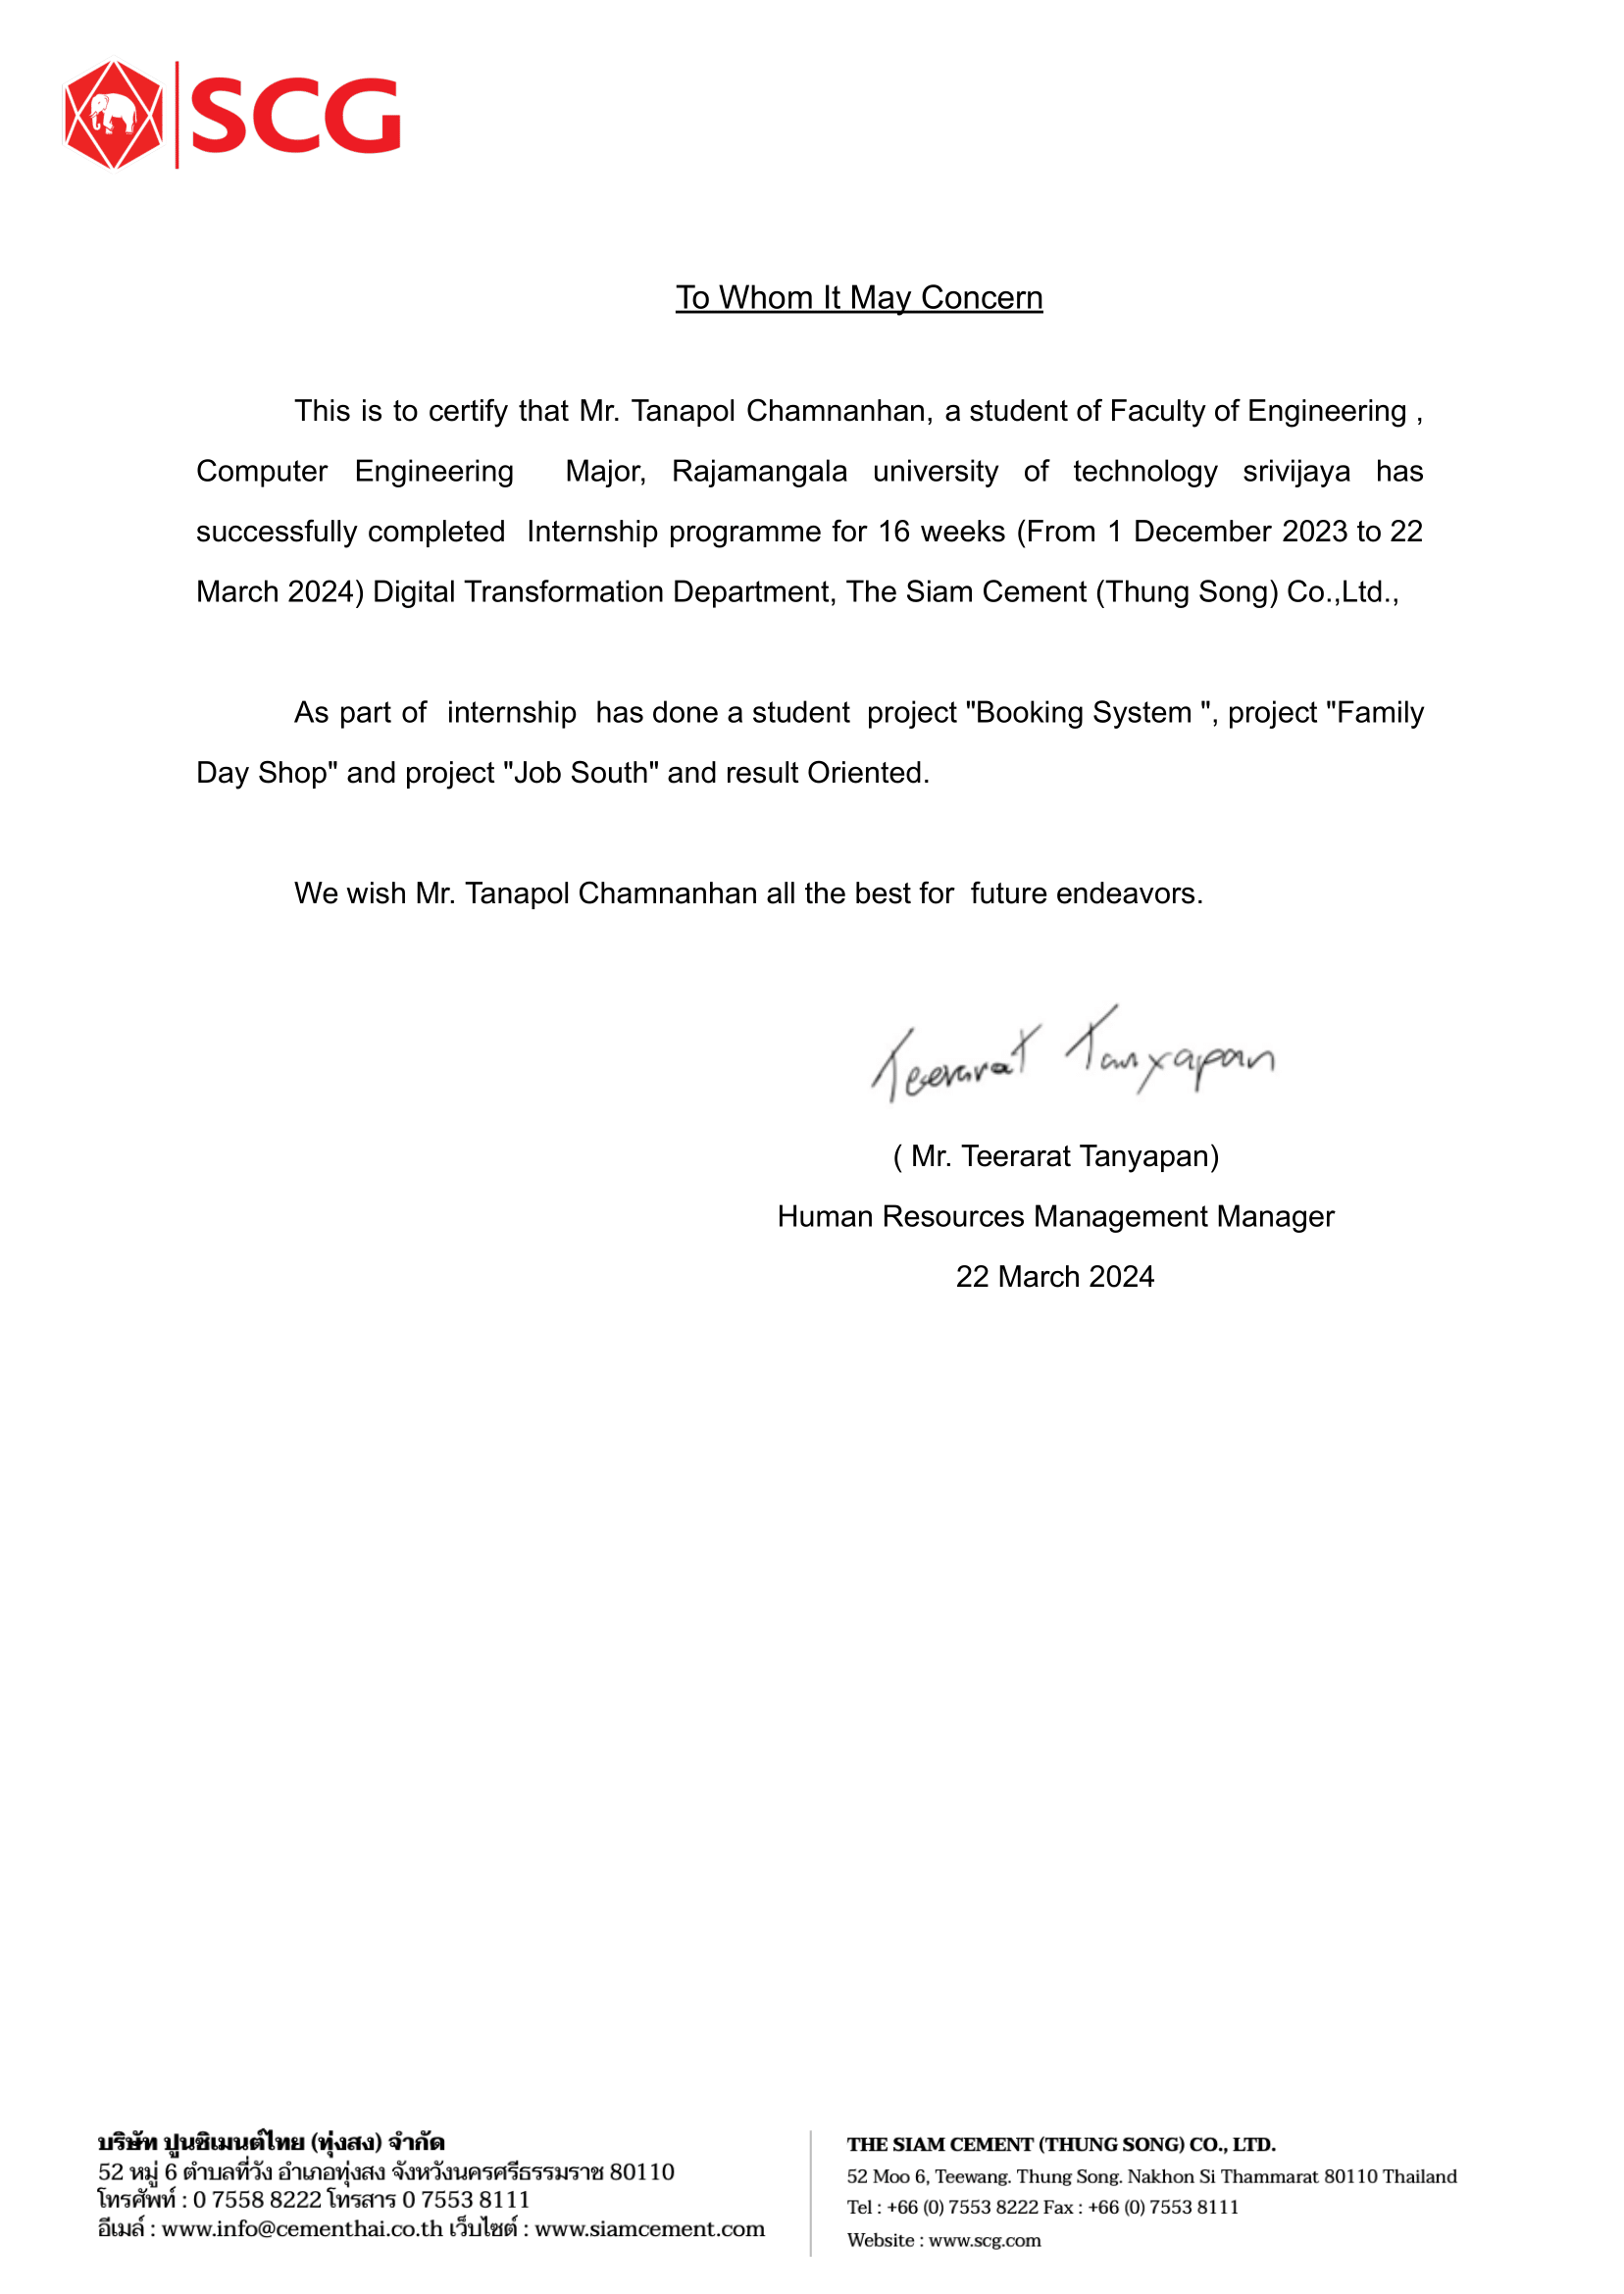 SCG
To Whom It May Concern
This is to certify that Mr. Tanapol Chamnanhan, a student of Faculty of Engineering ,
Computer Engineering Major, Rajamangala university of technology srivijaya has
successfully completed Internship programme for 16 weeks (From 1 December 2023 to 22
March 2024) Digital Transformation Department, The Siam Cement (Thung Song) Co.,Ltd.,
As part of internship has done a student project "Booking System ", project "Family
Day Shop" and project "Job South" and result Oriented.
We wish Mr. Tanapol Chamnanhan all the best for future endeavors.
Teerarat Tanyapan
( Mr. Teerarat Tanyapan)
Human Resources Management Manager
22 March 2024
บริษัท ปูนซิเมนต์ไทย (ทุ่งสง) จำกัด
52 หมู่ 6 ตำบลที่วัง อำเภอทุ่งสง จังหวังนครศรีธรรมราช 80110
โทรศัพท์ : 0 7558 8222 โทรสาร 0 7553 8111
อีเมล์ : www.info@cementhai.co.th เว็บไซต์ : www.siamcement.com
THE SIAM CEMENT (THUNG SONG) CO., LTD.
52 Moo 6, Teewang. Thung Song. Nakhon Si Thammarat 80110 Thailand
Tel : +66 (0) 7553 8222 Fax : +66 (0) 7553 8111
Website : www.scg.com